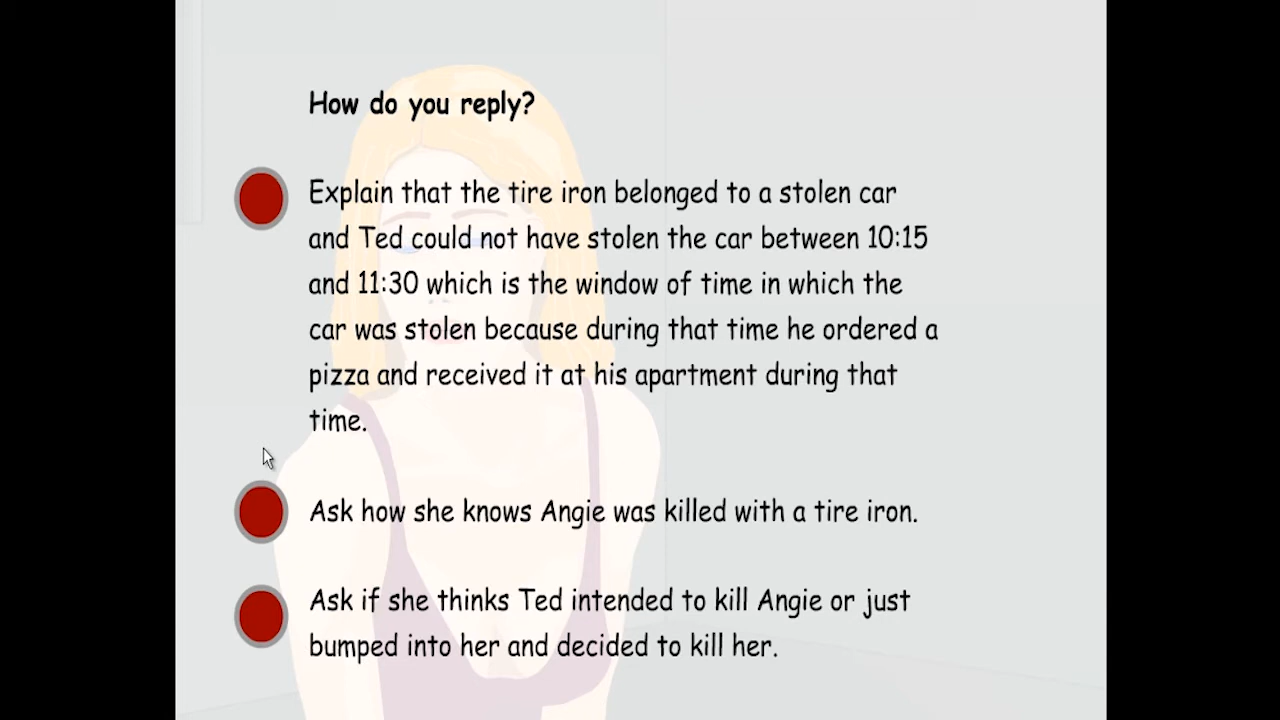 How do you reply?
Explain that the tire iron belonged to a stolen car
and Ted could not have stolen the car between 10:15
and 11:30 which is the window of time in which the
car was stolen because during that time he ordered a
pizza and received it at his apartment during that
time.
Ask how she knows Angie was killed with a tire iron.
Ask if she thinks Ted intended to kill Angie or just
bumped into her and decided to kill her.